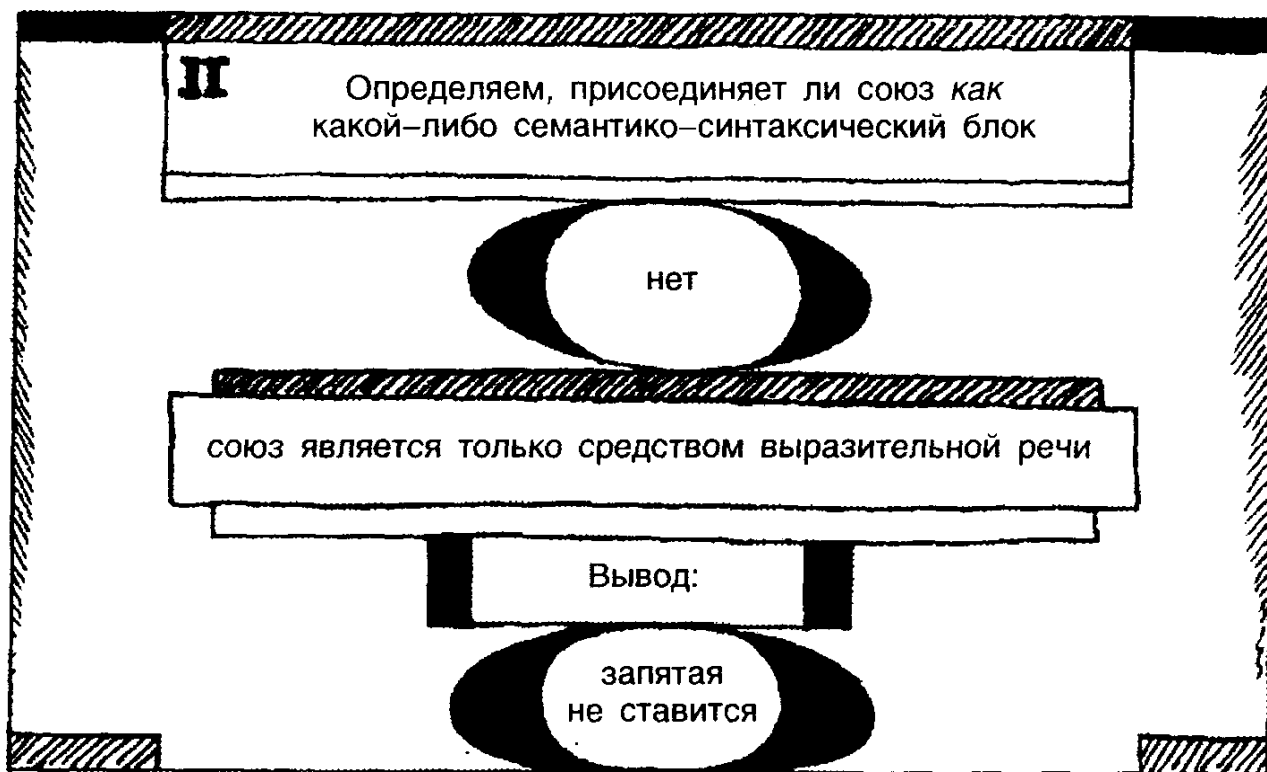 II
Определяем, присоединяет ли союз как
какой–либо семантико–синтаксический блок
нет
союз является только средством выразительной речи
Вывод:
запятая
не ставится